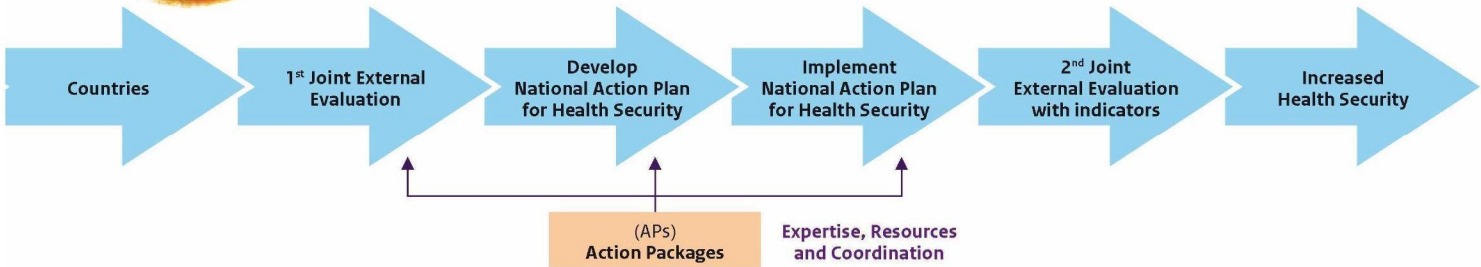 Countries
1st Joint External
Evaluation
Develop
National Action Plan
for Health Security
Implement
National Action Plan
for Health Security
2nd Joint
External Evaluation
with indicators
Increased
Health Security
(APs)
Action Packages
Expertise, Resources
and Coordination